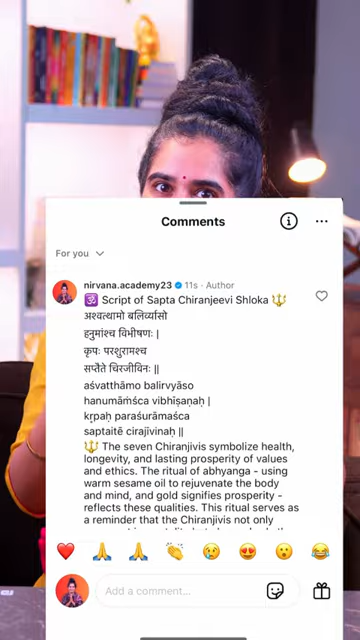 Comments
For you
nirvana.academy23 11s · Author
🕉️ Script of Sapta Chiranjeevi Shloka 🔱
अश्वत्थामो बलिर्व्यासो
हनुमांश्च विभीषणः |
कृपः परशुरामश्च
सप्तैते चिरजीविनः ||
aśvatthāmo balirvyāso
hanumāṁśca vibhīṣaṇaḥ |
kṛpaḥ paraśurāmaśca
saptaitē cirajīvinaḥ ||
🔱 The seven Chiranjivis symbolize health,
longevity, and lasting prosperity of values
and ethics. The ritual of abhyanga - using
warm sesame oil to rejuvenate the body
and mind, and gold signifies prosperity -
reflects these qualities. This ritual serves as
a reminder that the Chiranjivis not only
Add a comment...